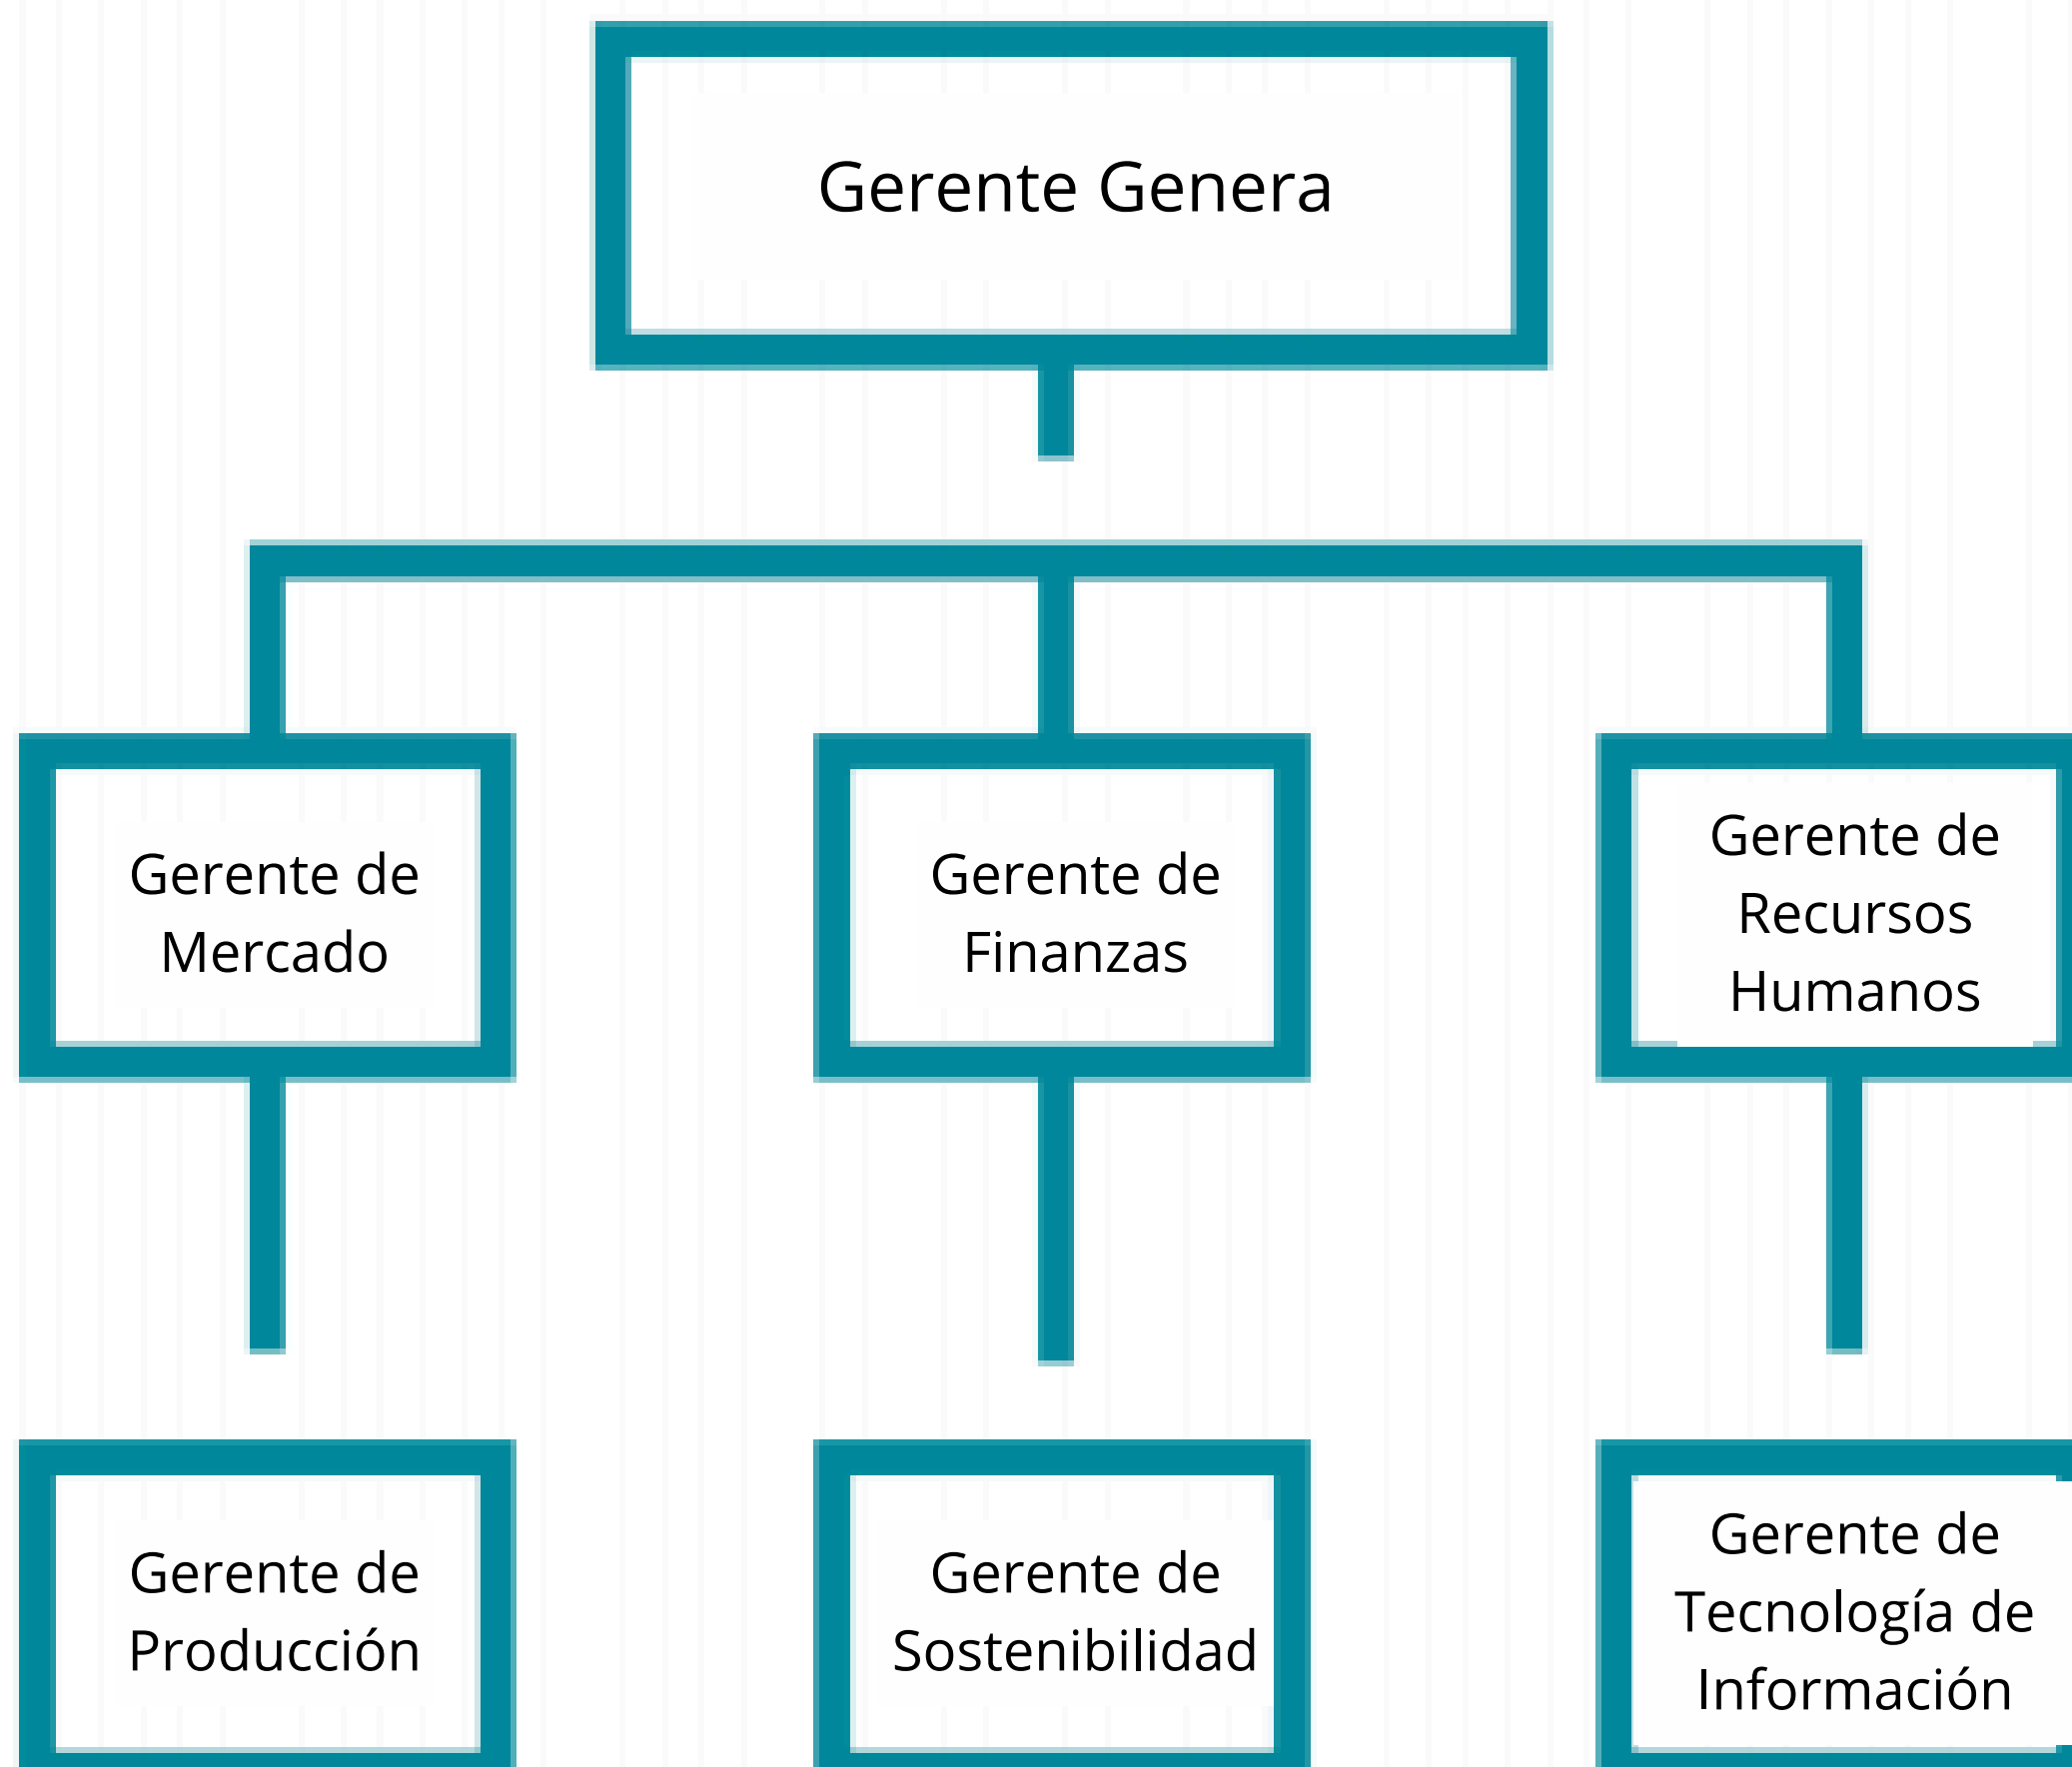 Gerente Genera
Gerente de
Mercado
Gerente de
Finanzas
Gerente de
Recursos
Humanos
Gerente de
Producción
Gerente de
Sostenibilidad
Gerente de
Tecnología de
Información